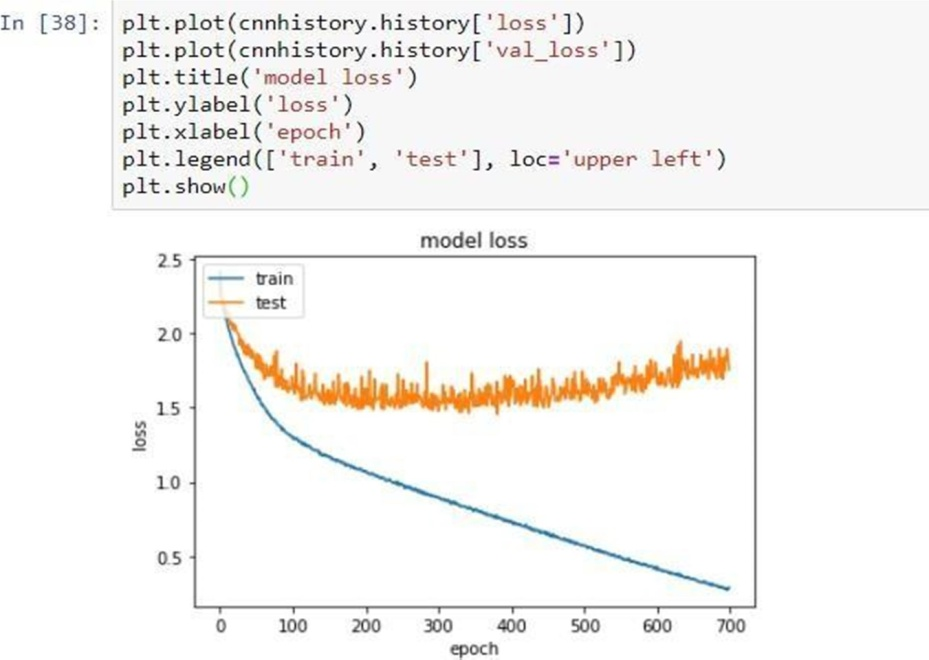 In [38]: plt.plot(cnnhistory.history['loss'])
plt.plot(cnnhistory.history['val_loss'])
plt.title('model loss')
plt.ylabel('loss')
plt.xlabel('epoch')
plt.legend(['train', 'test'], loc='upper left')
plt.show()
model loss
train
test
2.5
2.0
1.5
1.0
0.5
loss
0 100 200 300 400 500 600 700
epoch